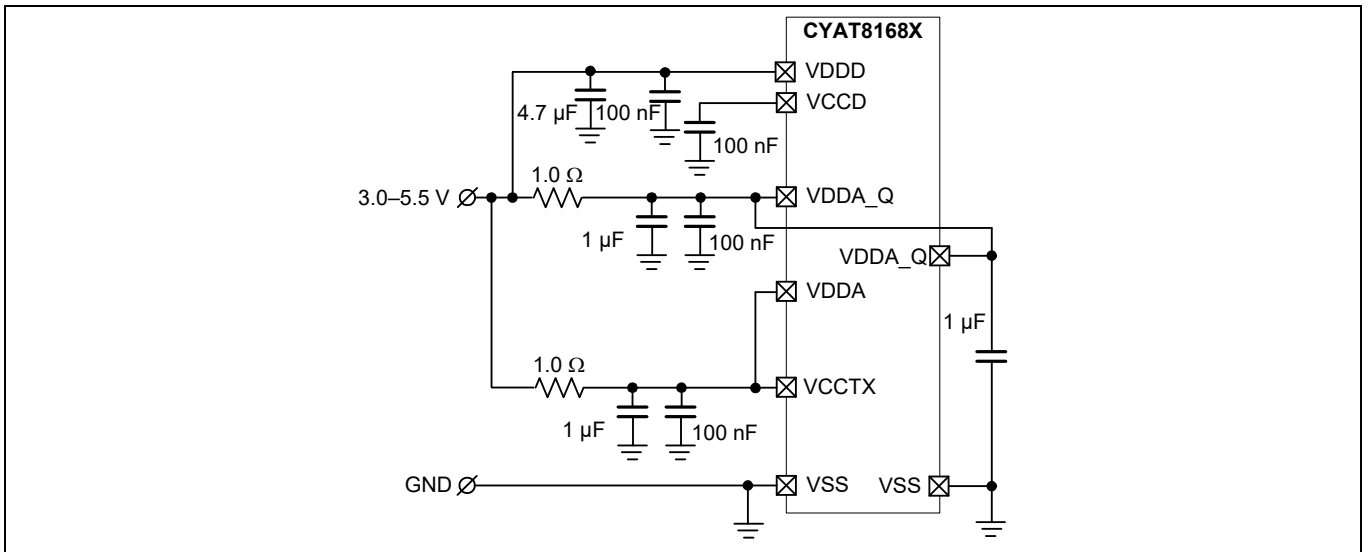 CYAT8168X
VDDD
VCCD
4.7 µF 100 nF
100 nF
1.0 Ω
3.0–5.5 V
VDDA_Q
1 µF 100 nF
VDDA_Q
VDDA
1 µF
1.0 Ω
VCCTX
1 µF 100 nF
GND VSS VSS